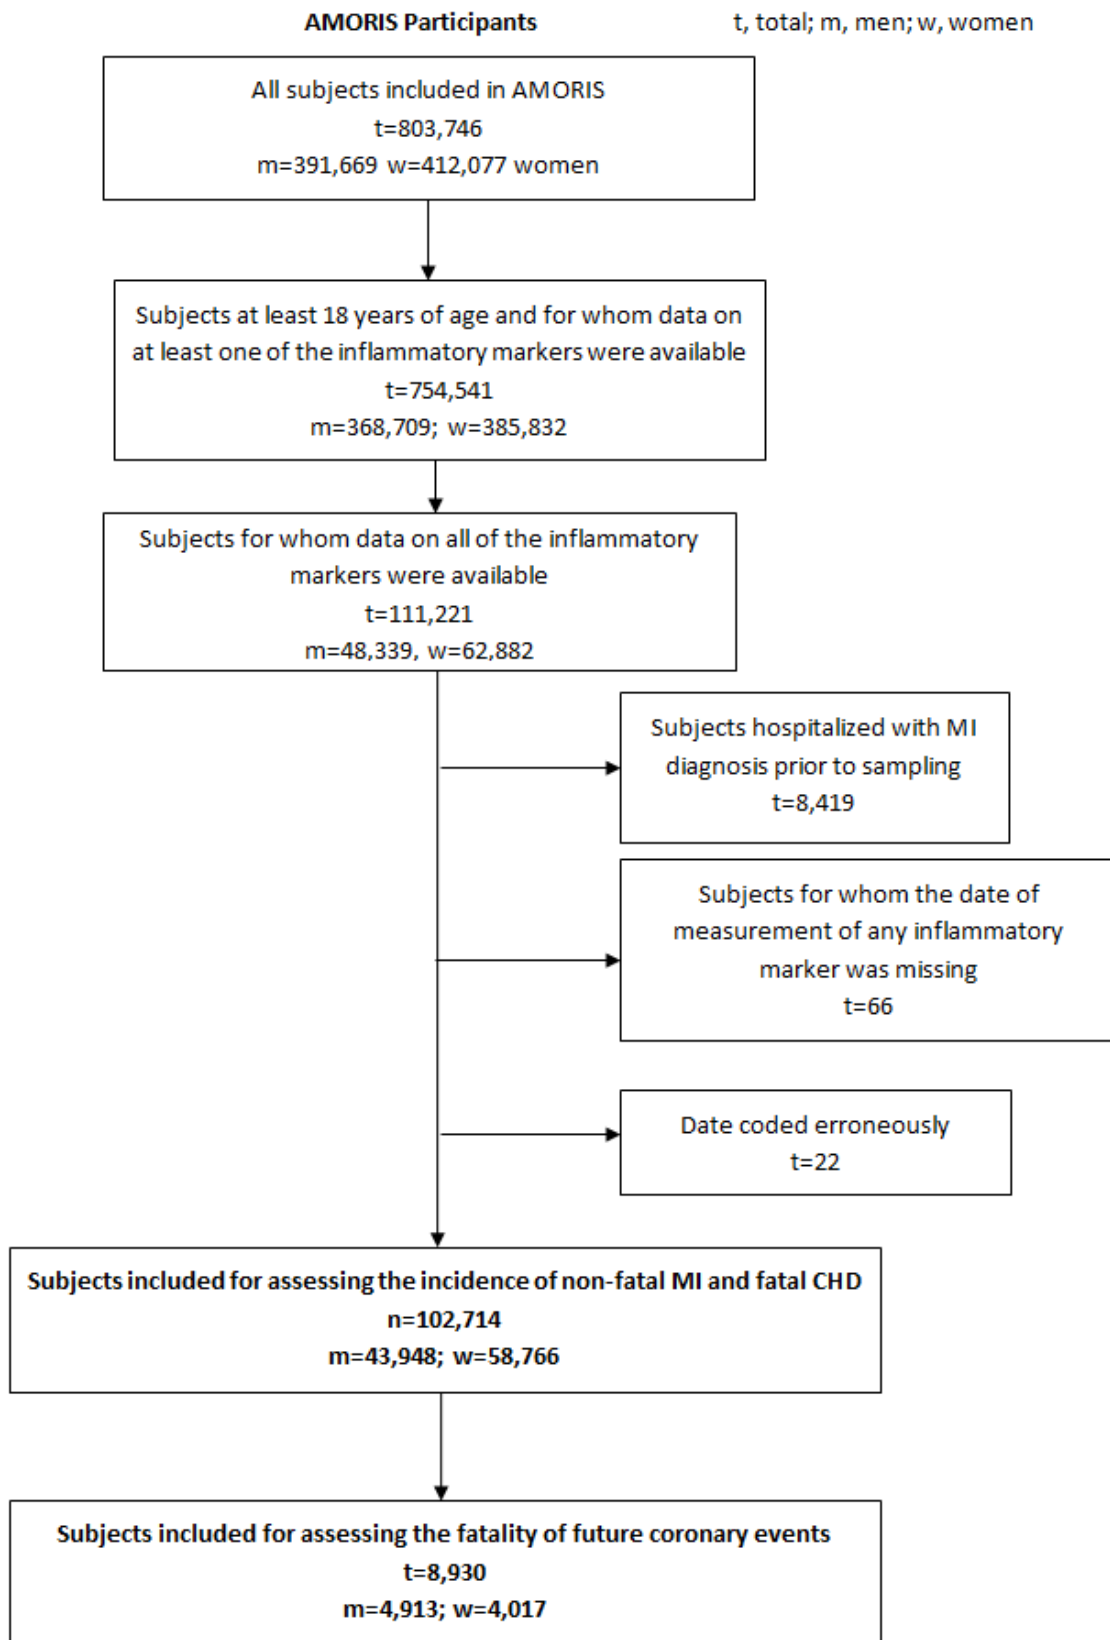 AMORIS Participants
t, total; m, men; w, women
All subjects included in AMORIS
t=803,746
m=391,669 w=412,077 women
Subjects at least 18 years of age and for whom data on
at least one of the inflammatory markers were available
t=754,541
m=368,709; w=385,832
Subjects for whom data on all of the inflammatory
markers were available
t=111,221
m=48,339, w=62,882
Subjects hospitalized with MI
diagnosis prior to sampling
t=8,419
Subjects for whom the date of
measurement of any inflammatory
marker was missing
t=66
Date coded erroneously
t=22
Subjects included for assessing the incidence of non-fatal MI and fatal CHD
n=102,714
m=43,948; w=58,766
Subjects included for assessing the fatality of future coronary events
t=8,930
m=4,913; w=4,017